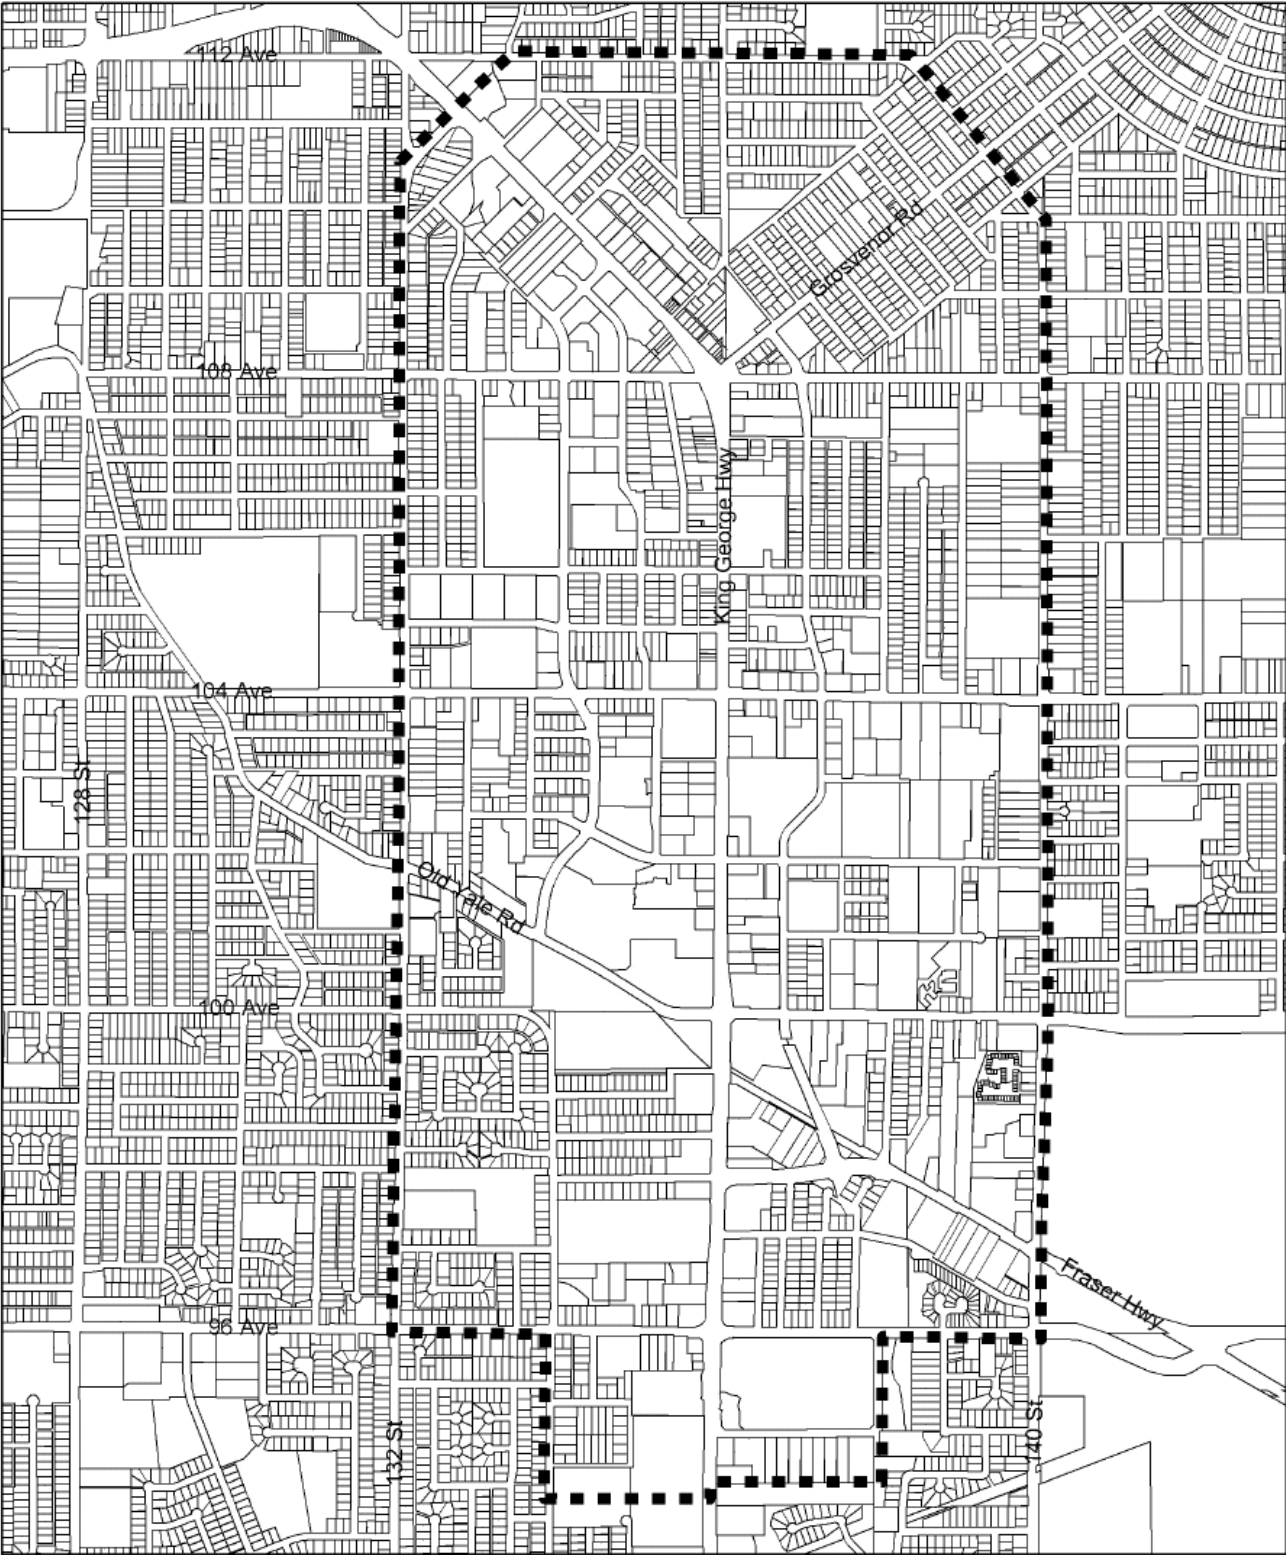 112 Ave
Grosvenor Rd
108 Ave
King George Hwy
104 Ave
128 St
Old Yale Rd
100 Ave
Fraser Hwy
96 Ave
132 St
140 St